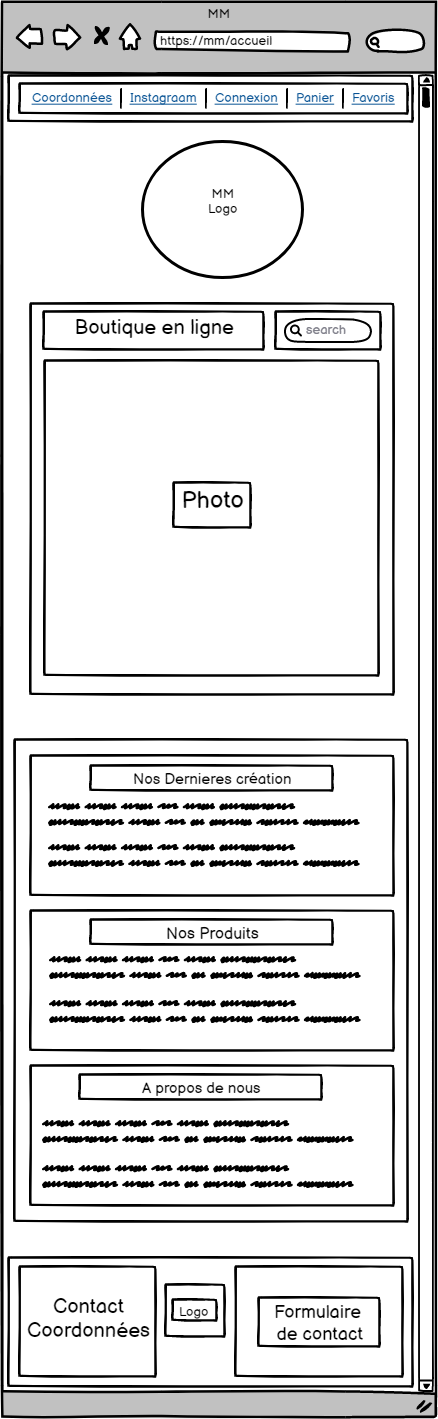 MM
https://mm/accueil
Coordonnées Instagraam Connexion Panier Favoris
MM
Logo
Boutique en ligne
search
Photo
Nos Dernieres création
Nos Produits
A propos de nous
Contact
Coordonnées
Logo
Formulaire
de contact